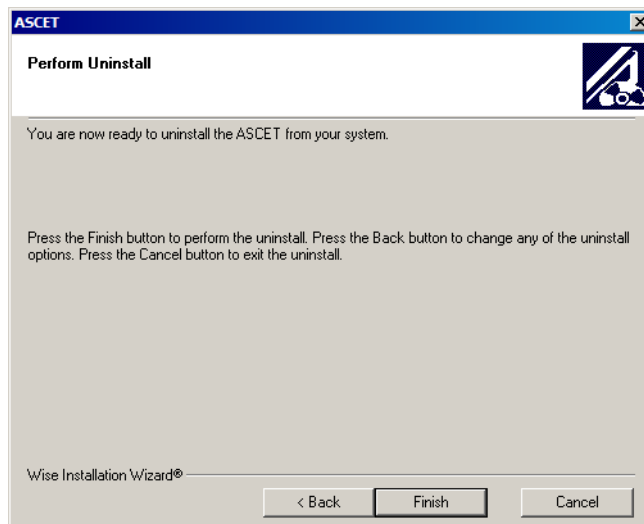 ASCET
Perform Uninstall
You are now ready to uninstall the ASCET from your system.
Press the Finish button to perform the uninstall. Press the Back button to change any of the uninstall
options. Press the Cancel button to exit the uninstall.
Wise Installation Wizard®
< Back Finish Cancel